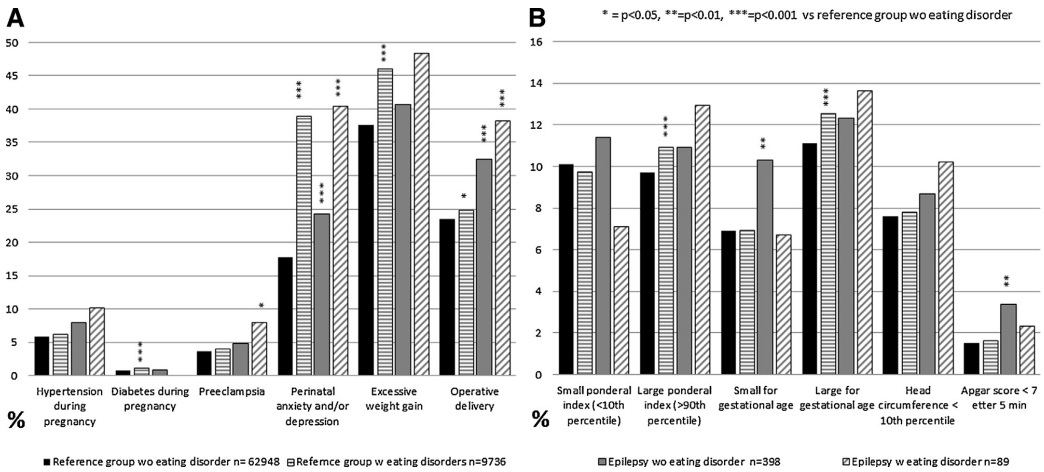 A
50
45
40
35
30
25
20
15
10
5
0
%
***
***
***
***
***
***
***
*
*
Hypertension during pregnancy
Diabetes during pregnancy
Preeclampsia
Perinatal anxiety and/or depression
Excessive weight gain
Operative delivery
B
* = p<0.05, **=p<0.01, ***=p<0.001 vs reference group wo eating disorder
16
14
12
10
8
6
4
2
0
%
***
**
***
**
Small ponderal index (<10th percentile)
Large ponderal index (>90th percentile)
Small for gestational age
Large for gestational age
Head circumference < 10th percentile
Apgar score < 7 etter 5 min
Reference group wo eating disorder n= 62948
Refernce group w eating disorders n=9736
Epilepsy wo eating disorder n=398
Epilepsy w eating disorder n=89